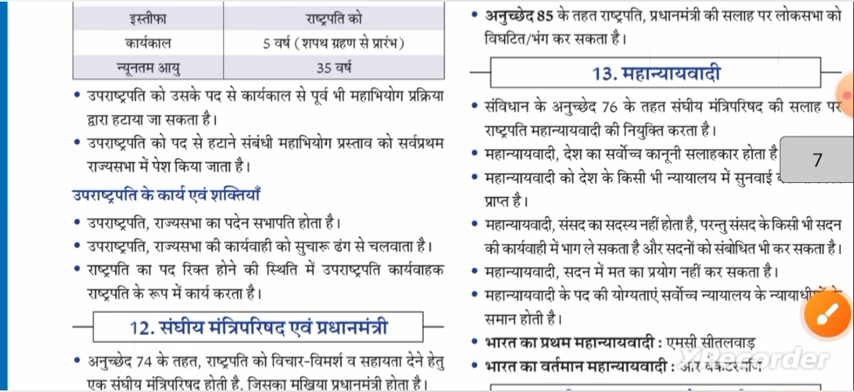 इस्तीफा राष्ट्रपति को
कार्यकाल 5 वर्ष (शपथ ग्रहण से प्रारंभ)
न्यूनतम आयु 35 वर्ष
• उपराष्ट्रपति को उसके पद से कार्यकाल से पूर्व भी महाभियोग प्रक्रिया
द्वारा हटाया जा सकता है।
• उपराष्ट्रपति को पद से हटाने संबंधी महाभियोग प्रस्ताव को सर्वप्रथम
राज्यसभा में पेश किया जाता है।
उपराष्ट्रपति के कार्य एवं शक्तियाँ
• उपराष्ट्रपति, राज्यसभा का पदेन सभापति होता है।
• उपराष्ट्रपति, राज्यसभा की कार्यवाही को सुचारू ढंग से चलवाता है।
• राष्ट्रपति का पद रिक्त होने की स्थिति में उपराष्ट्रपति कार्यवाहक
राष्ट्रपति के रूप में कार्य करता है।
12. संघीय मंत्रिपरिषद एवं प्रधानमंत्री
• अनुच्छेद 74 के तहत, राष्ट्रपति को विचार-विमर्श व सहायता देने हेतु
एक संघीय मंत्रिपरिषद होती है, जिसका मुखिया प्रधानमंत्री होता है।
• अनुच्छेद 85 के तहत राष्ट्रपति, प्रधानमंत्री की सलाह पर लोकसभा को
विघटित/भंग कर सकता है।
13. महान्यायवादी
• संविधान के अनुच्छेद 76 के तहत संघीय मंत्रिपरिषद की सलाह पर
राष्ट्रपति महान्यायवादी की नियुक्ति करता है।
• महान्यायवादी, देश का सर्वोच्च कानूनी सलाहकार होता है
7
• महान्यायवादी को देश के किसी भी न्यायालय में सुनवाई
प्राप्त है।
• महान्यायवादी, संसद का सदस्य नहीं होता है, परन्तु संसद के किसी भी सदन
की कार्यवाही में भाग ले सकता है और सदनों को संबोधित भी कर सकता है।
• महान्यायवादी, सदन में मत का प्रयोग नहीं कर सकता है।
• महान्यायवादी के पद की योग्यताएं सर्वोच्च न्यायालय के
समान होती है।
• भारत का प्रथम महान्यायवादी : एमसी सीतलवाड़
• भारत का वर्तमान महान्यायवादी : आर वेंकटरमणि
XRecorder